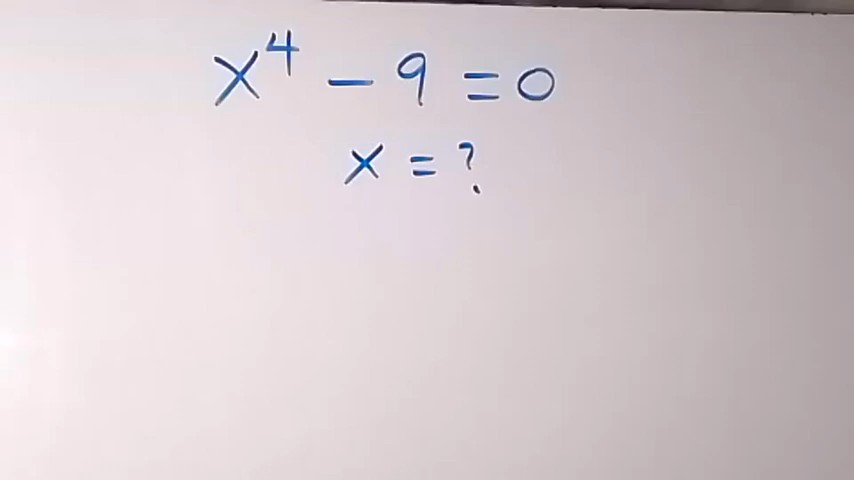 x⁴ - 9 = 0
x = ?